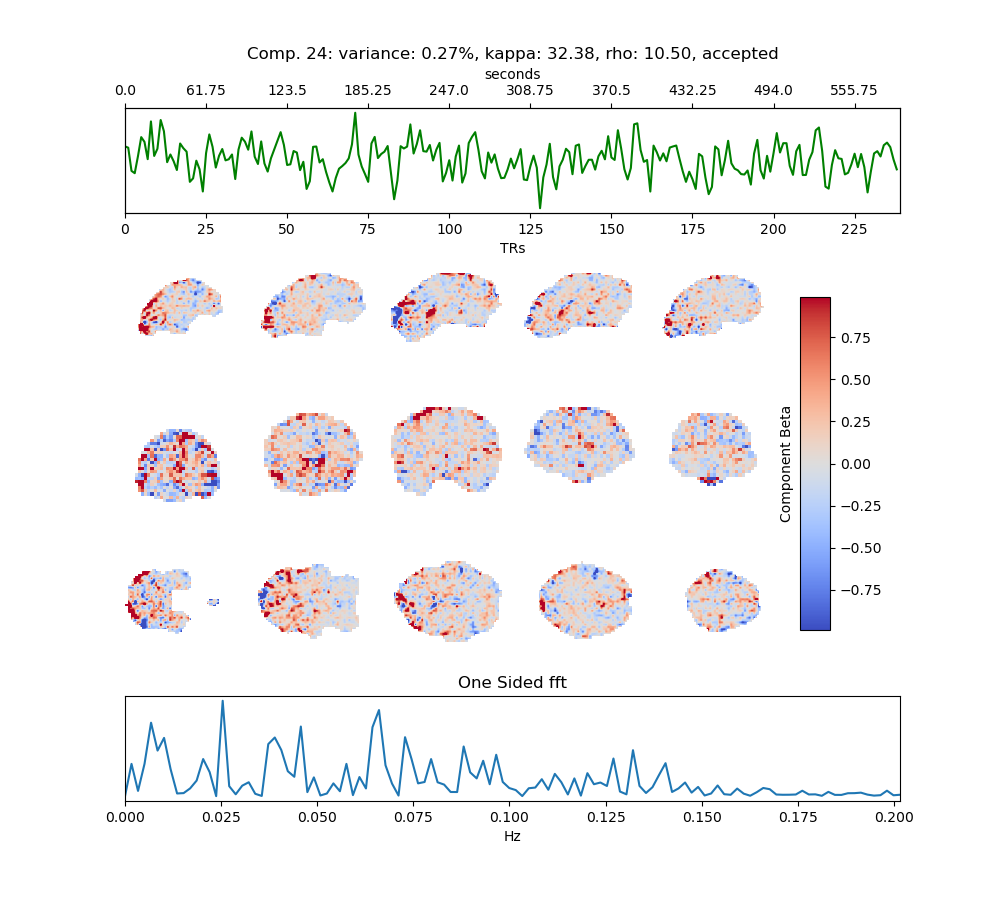 Comp. 24: variance: 0.27%, kappa: 32.38, rho: 10.50, accepted
seconds
0.0 61.75 123.5 185.25 247.0 308.75 370.5 432.25 494.0 555.75
0 25 50 75 100 125 150 175 200 225
TRs
Component Beta
0.75
0.50
0.25
0.00
−0.25
−0.50
−0.75
One Sided fft
0.000 0.025 0.050 0.075 0.100 0.125 0.150 0.175 0.200
Hz